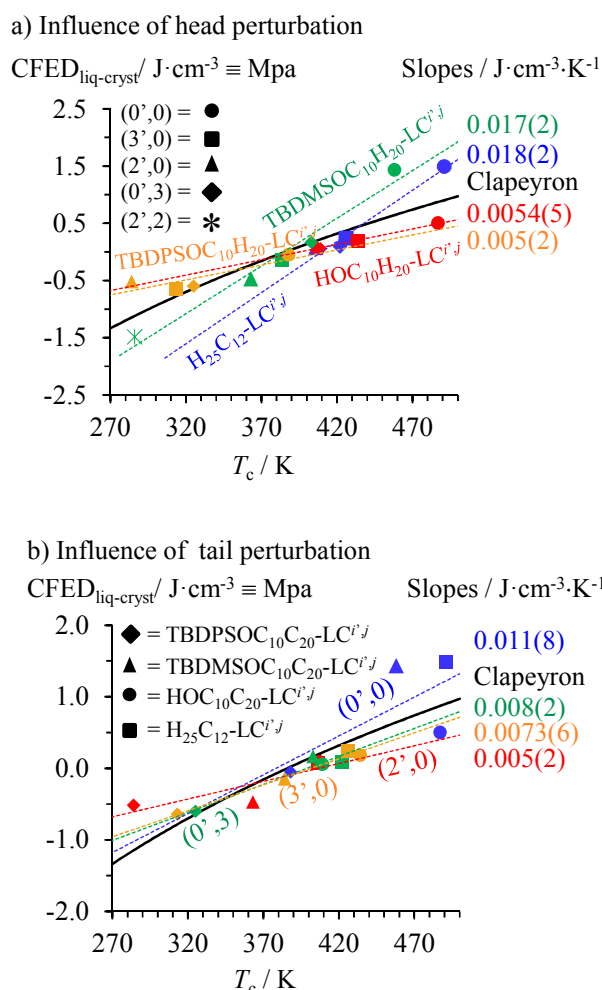 a) Influence of head perturbation
CFED_liq-cryst/ J·cm⁻³ ≡ Mpa
Slopes / J·cm⁻³·K⁻¹
2.5
1.5
0.5
-0.5
-1.5
-2.5
(0',0) = ●
(3',0) = ■
(2',0) = ▲
(0',3) = ◆
(2',2) = *
TBDMSOC₁₀H₂₀-LC^i',j
TBDPSOC₁₀H₂₀-LC^i',j
HOC₁₀H₂₀-LC^i',j
H₂₅C₁₂-LC^i',j
0.017(2)
0.018(2)
Clapeyron
0.0054(5)
0.005(2)
270 320 370 420 470
T_c / K
b) Influence of tail perturbation
CFED_liq-cryst/ J·cm⁻³ ≡ Mpa
Slopes / J·cm⁻³·K⁻¹
2.0
1.0
0.0
-1.0
-2.0
◆ = TBDPSOC₁₀C₂₀-LC^i',j
▲ = TBDMSOC₁₀C₂₀-LC^i',j
● = HOC₁₀C₂₀-LC^i',j
■ = H₂₅C₁₂-LC^i',j
(0',0)
(2',0)
(3',0)
(0',3)
0.011(8)
Clapeyron
0.008(2)
0.0073(6)
0.005(2)
270 320 370 420 470
T_c / K